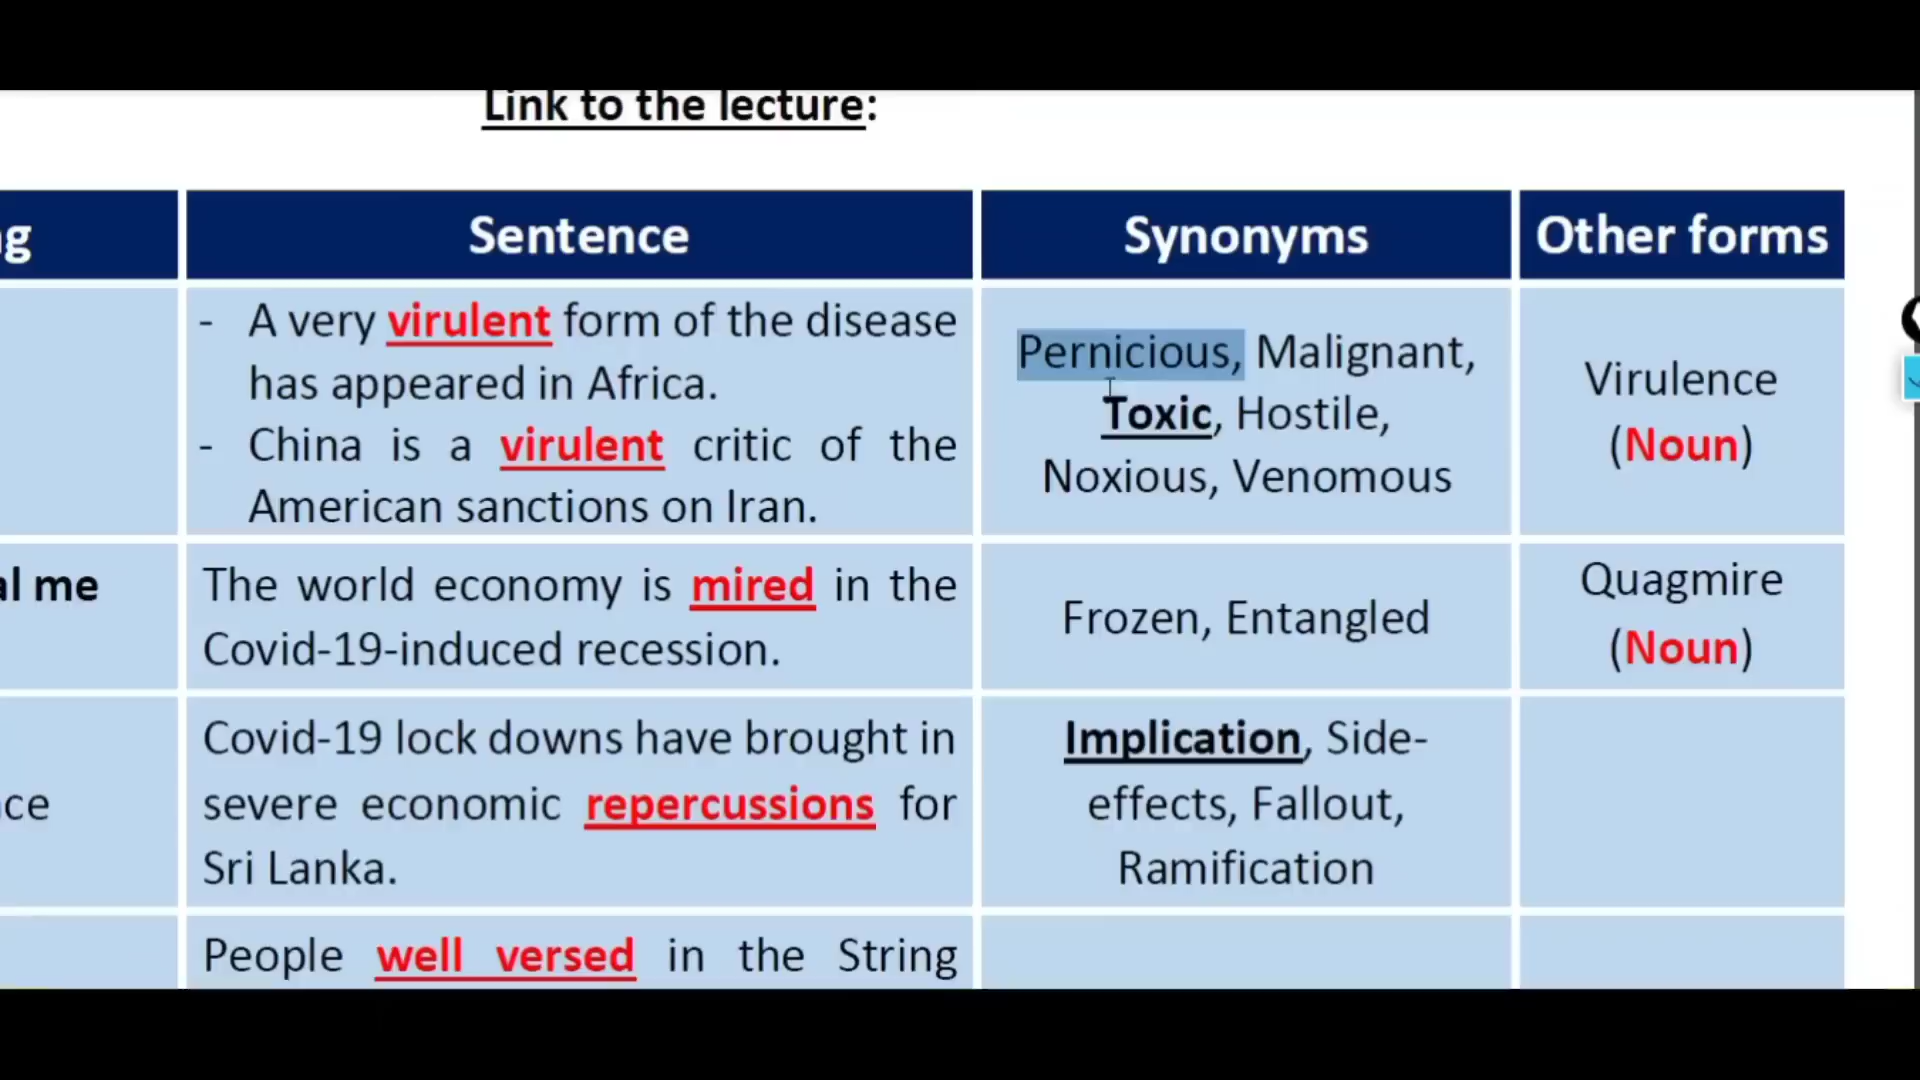 Link to the lecture:
g Sentence Synonyms Other forms
- A very virulent form of the disease
has appeared in Africa.
- China is a virulent critic of the
American sanctions on Iran.
Pernicious, Malignant,
Toxic, Hostile,
Noxious, Venomous
Virulence
(Noun)
al me
The world economy is mired in the
Covid-19-induced recession.
Frozen, Entangled
Quagmire
(Noun)
ce
Covid-19 lock downs have brought in
severe economic repercussions for
Sri Lanka.
Implication, Side-
effects, Fallout,
Ramification
People well versed in the String